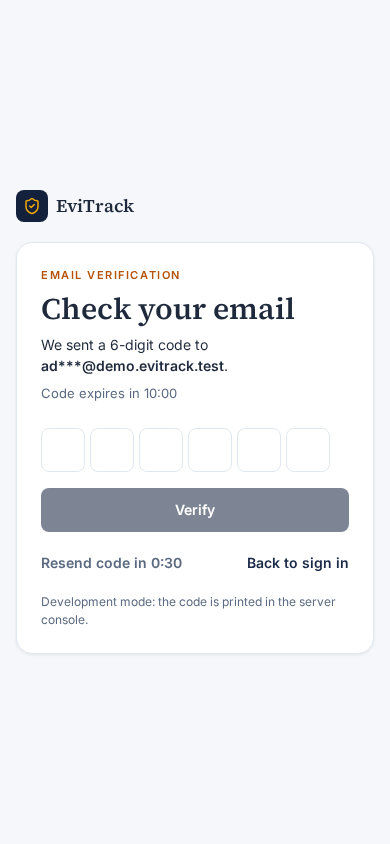 EviTrack
EMAIL VERIFICATION
Check your email
We sent a 6-digit code to
ad***@demo.evitrack.test.
Code expires in 10:00
Verify
Resend code in 0:30
Back to sign in
Development mode: the code is printed in the server
console.